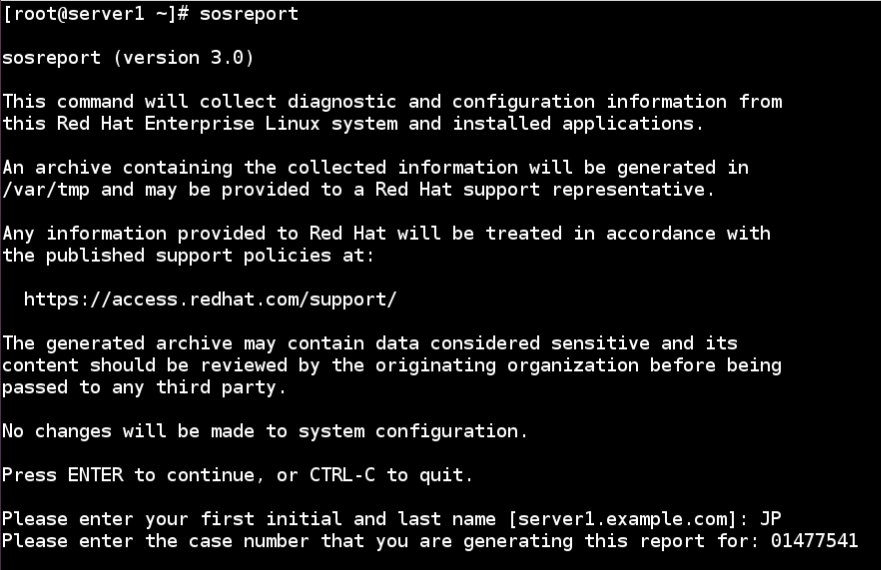 [root@server1 ~]# sosreport
sosreport (version 3.0)
This command will collect diagnostic and configuration information from
this Red Hat Enterprise Linux system and installed applications.
An archive containing the collected information will be generated in
/var/tmp and may be provided to a Red Hat support representative.
Any information provided to Red Hat will be treated in accordance with
the published support policies at:
https://access.redhat.com/support/
The generated archive may contain data considered sensitive and its
content should be reviewed by the originating organization before being
passed to any third party.
No changes will be made to system configuration.
Press ENTER to continue, or CTRL-C to quit.
Please enter your first initial and last name [server1.example.com]: JP
Please enter the case number that you are generating this report for: 01477541